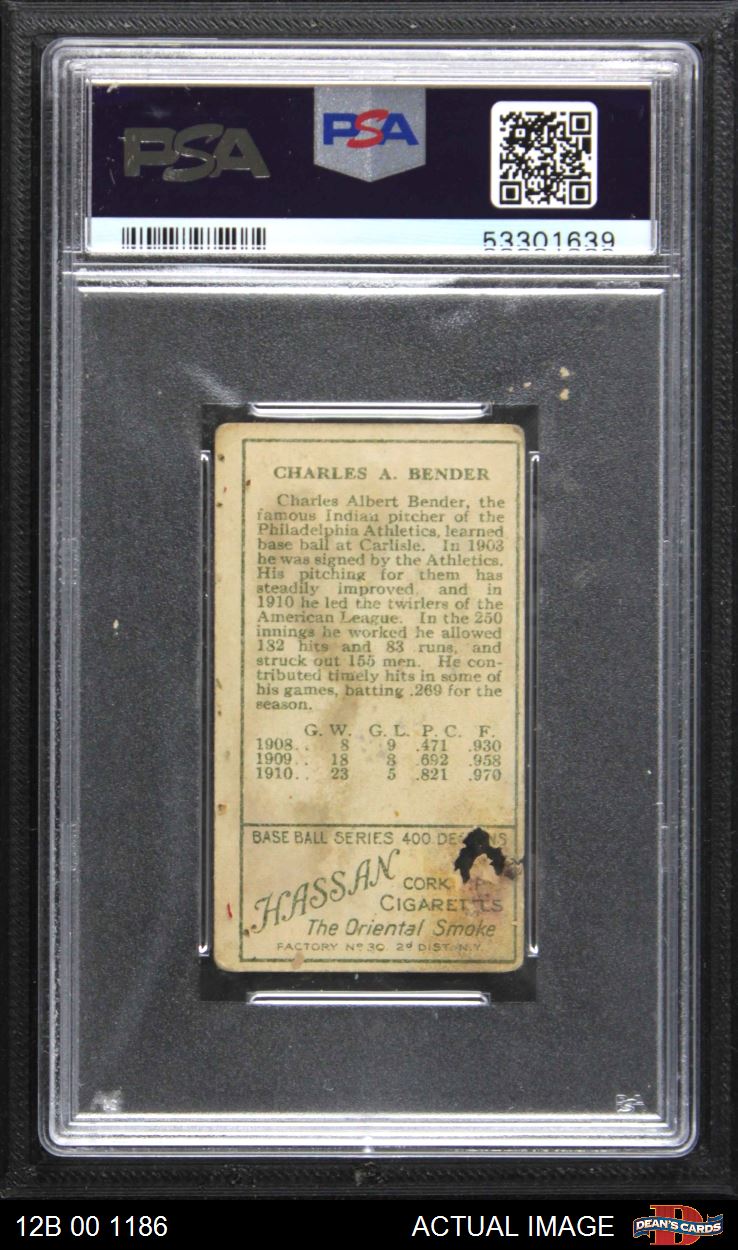 PSA PSA
53301639
CHARLES A. BENDER
Charles Albert Bender, the
famous Indian pitcher of the
Philadelphia Athletics, learned
base ball at Carlisle. In 1903
he was signed by the Athletics.
His pitching for them has
steadily improved, and in
1910 he led the twirlers of the
American League. In the 250
innings he worked he allowed
182 hits and 83 runs, and
struck out 155 men. He con-
tributed timely hits in some of
his games, batting .269 for the
season.
G. W. G. L. P. C. F.
1908.. 8 9 .471 .930
1909.. 18 8 .692 .958
1910.. 23 5 .821 .970
BASE BALL SERIES 400
HASSAN
CORK
CIGARETTES
The Oriental Smoke
FACTORY No 30. 2d DIST. N.Y.
12B 00 1186 ACTUAL IMAGE DEAN'S CARDS